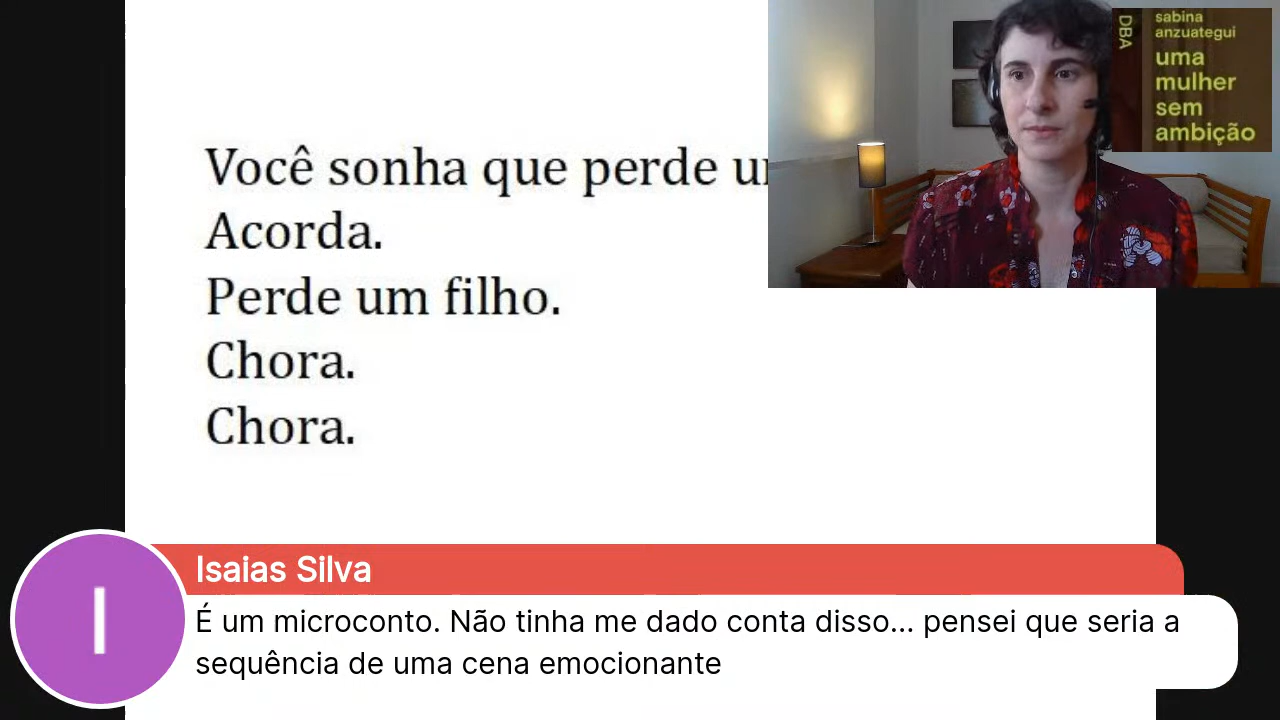 Você sonha que perde
Acorda.
Perde um filho.
Chora.
Chora.
DBA
sabina
anzuategui
uma
mulher
sem
ambição
I
Isaias Silva
É um microconto. Não tinha me dado conta disso... pensei que seria a
sequência de uma cena emocionante